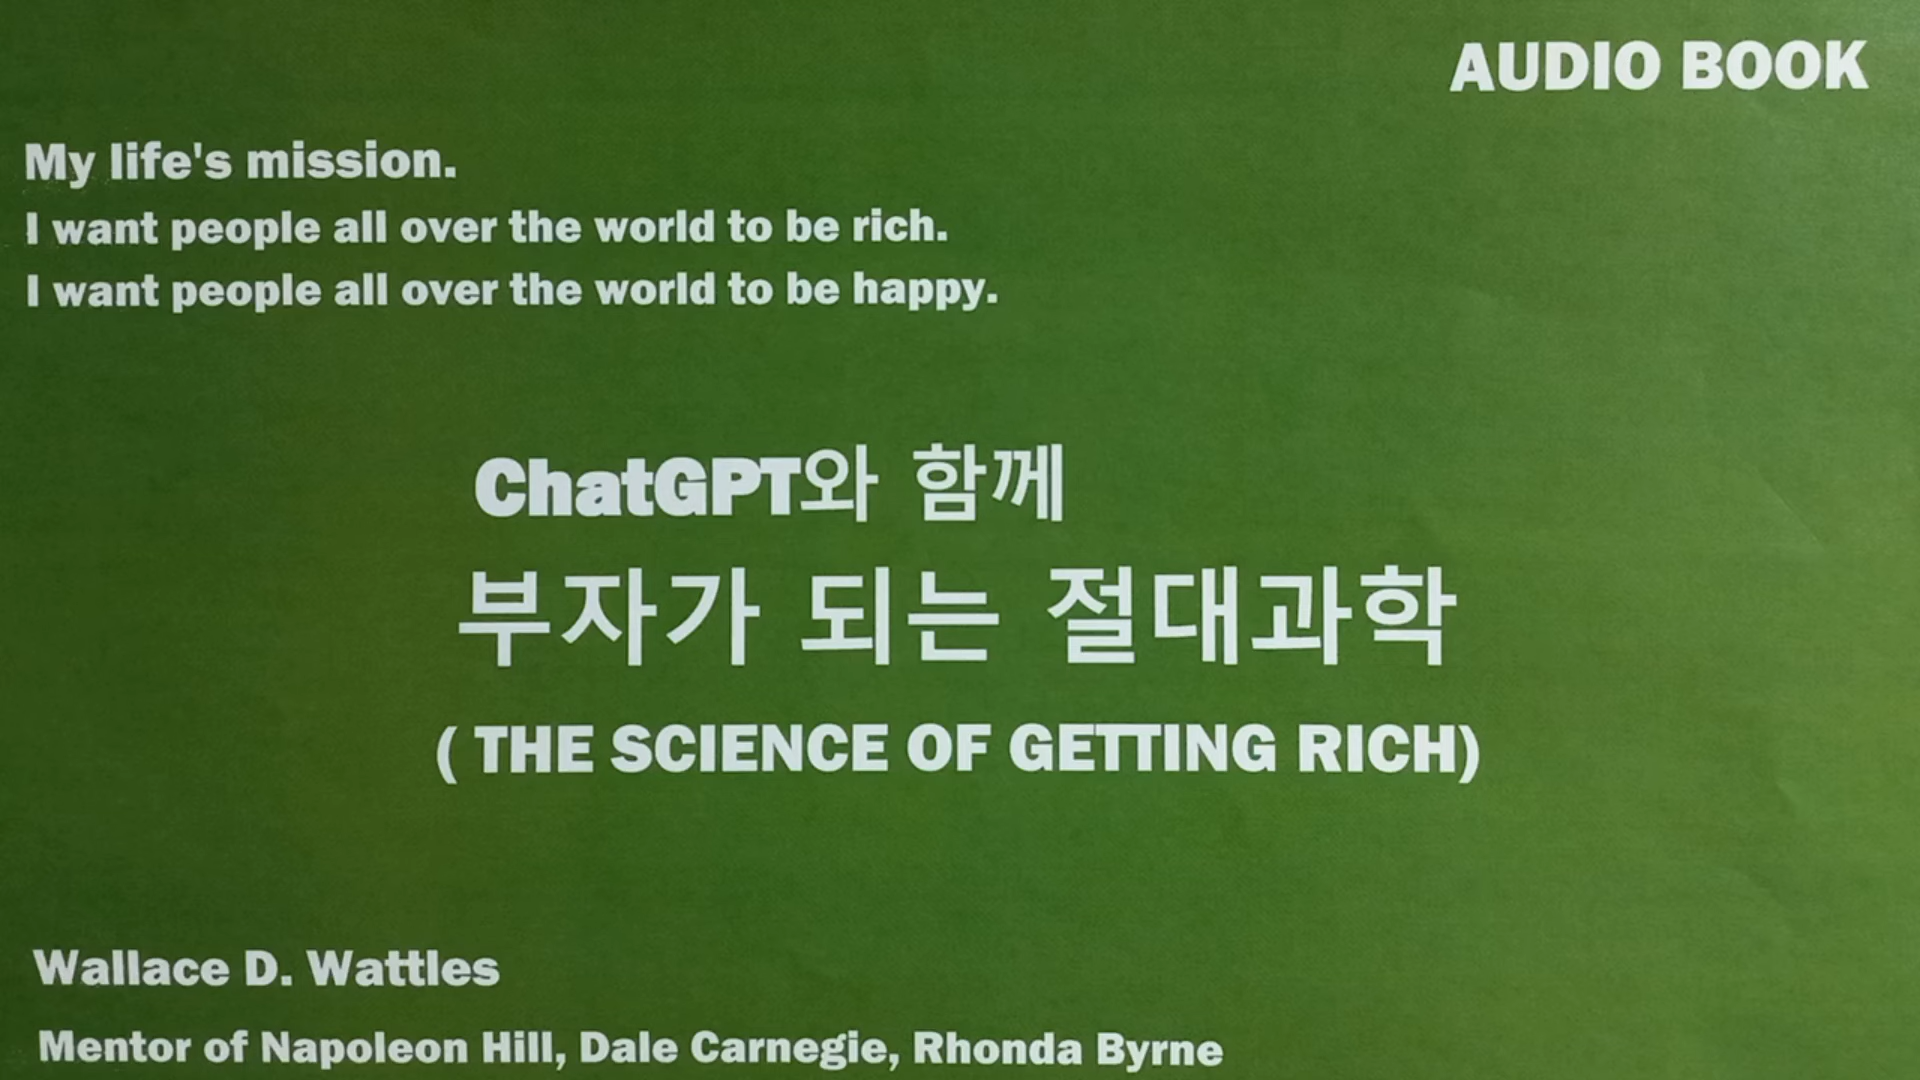 AUDIO BOOK
My life's mission.
I want people all over the world to be rich.
I want people all over the world to be happy.
ChatGPT와 함께
부자가 되는 절대과학
( THE SCIENCE OF GETTING RICH)
Wallace D. Wattles
Mentor of Napoleon Hill, Dale Carnegie, Rhonda Byrne